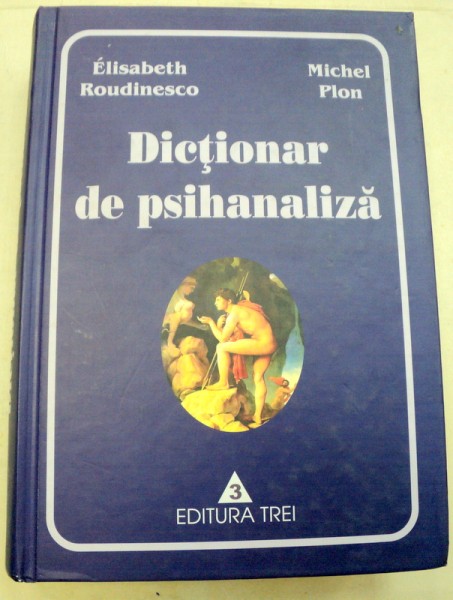 Élisabeth
Roudinesco
Michel
Plon
Dicţionar
de psihanaliză
3
EDITURA TREI